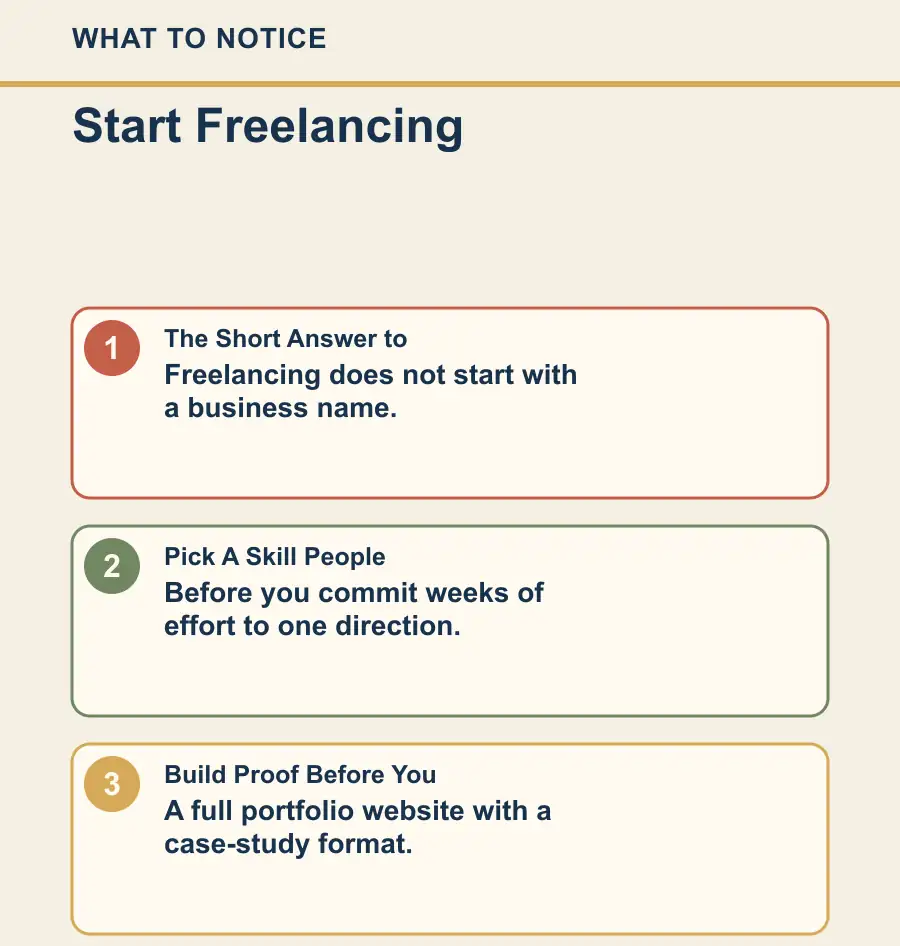 WHAT TO NOTICE
Start Freelancing
1
The Short Answer to
Freelancing does not start with
a business name.
2
Pick A Skill People
Before you commit weeks of
effort to one direction.
3
Build Proof Before You
A full portfolio website with a
case-study format.